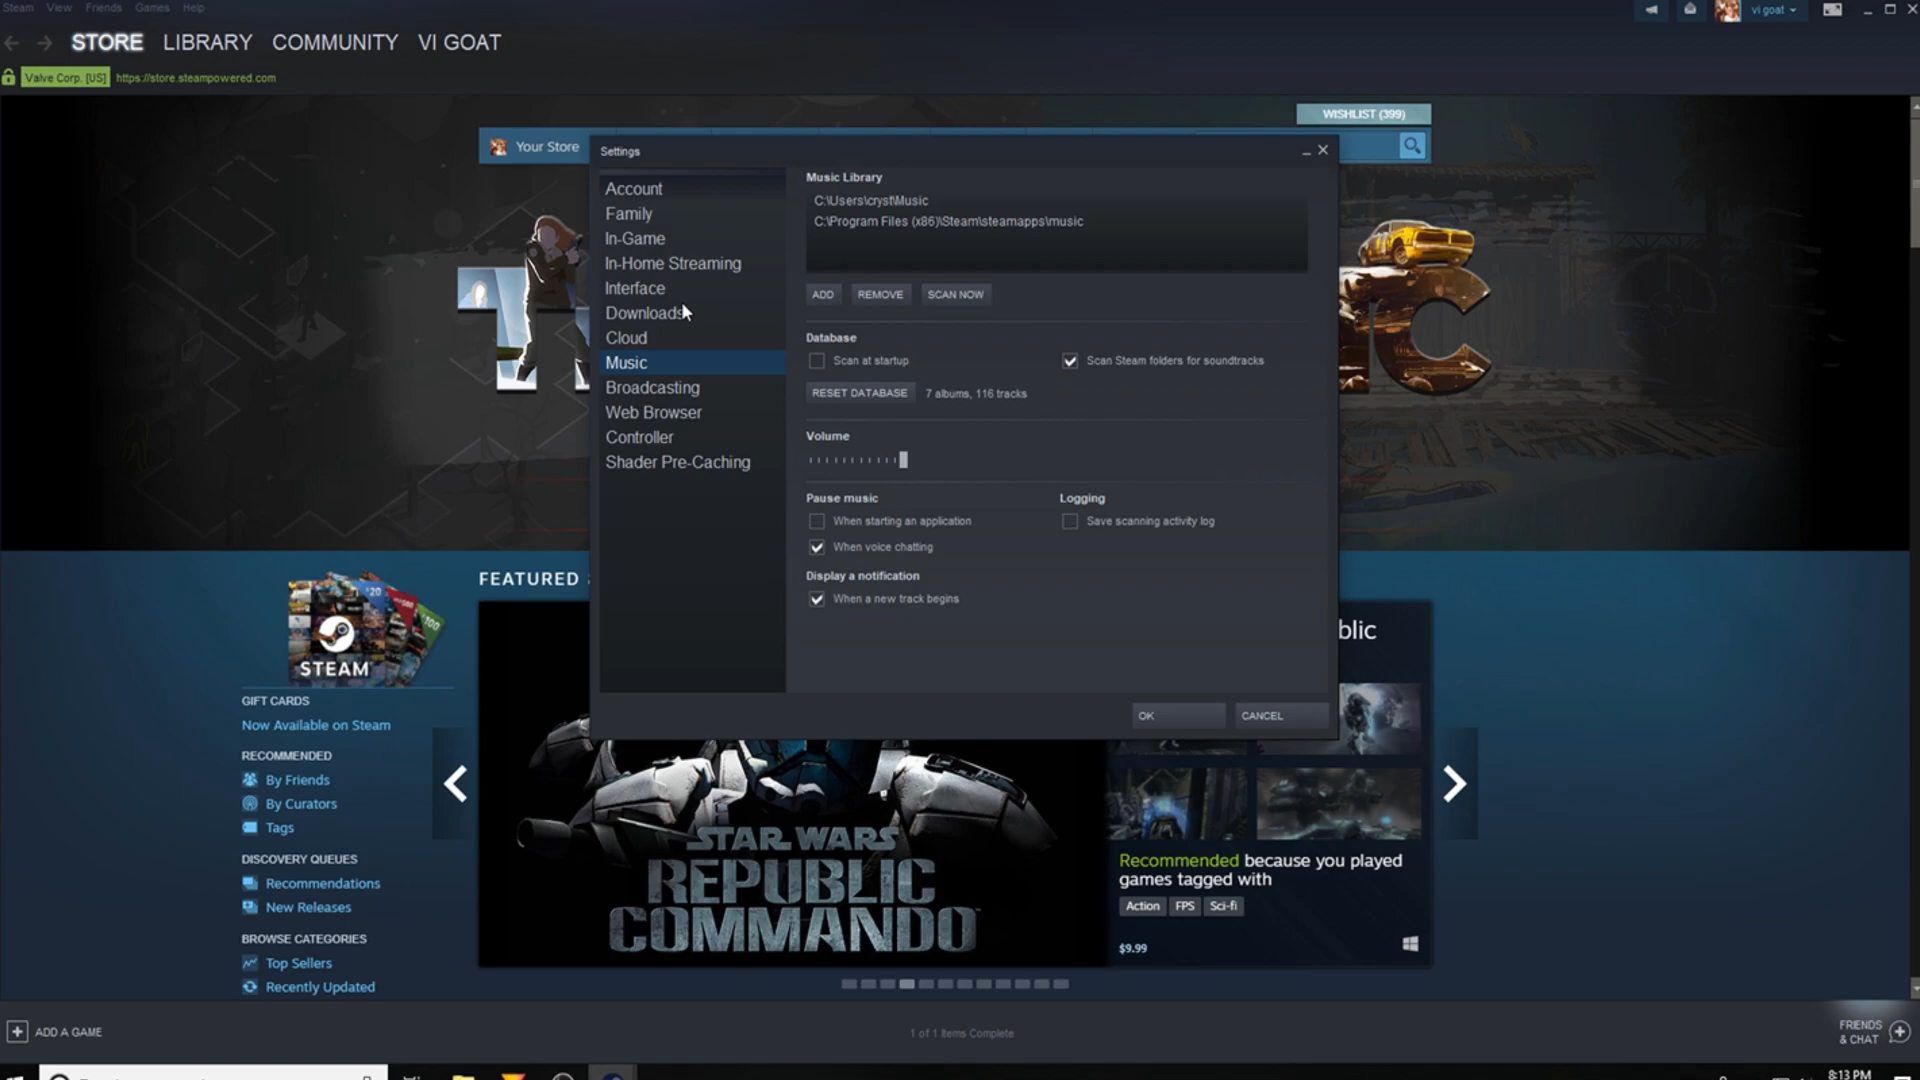 Steam View Friends Games Help
vi goat
STORE LIBRARY COMMUNITY VI GOAT
Valve Corp. [US] https://store.steampowered.com
WISHLIST (399)
Your Store
Settings
Account
Family
In-Game
In-Home Streaming
Interface
Downloads
Cloud
Music
Broadcasting
Web Browser
Controller
Shader Pre-Caching
Music Library
C:\Users\cryst\Music
C:\Program Files (x86)\Steam\steamapps\music
ADD REMOVE SCAN NOW
Database
Scan at startup Scan Steam folders for soundtracks
RESET DATABASE 7 albums, 116 tracks
Volume
Pause music Logging
When starting an application Save scanning activity log
When voice chatting
Display a notification
When a new track begins
OK CANCEL
FEATURED
$20
$100
STEAM
GIFT CARDS
Now Available on Steam
RECOMMENDED
By Friends
By Curators
Tags
DISCOVERY QUEUES
Recommendations
New Releases
BROWSE CATEGORIES
Top Sellers
Recently Updated
STAR WARS
REPUBLIC
COMMANDO
blic
Recommended because you played
games tagged with
Action FPS Sci-fi
$9.99
ADD A GAME
1 of 1 Items Complete
FRIENDS
& CHAT
8:13 PM